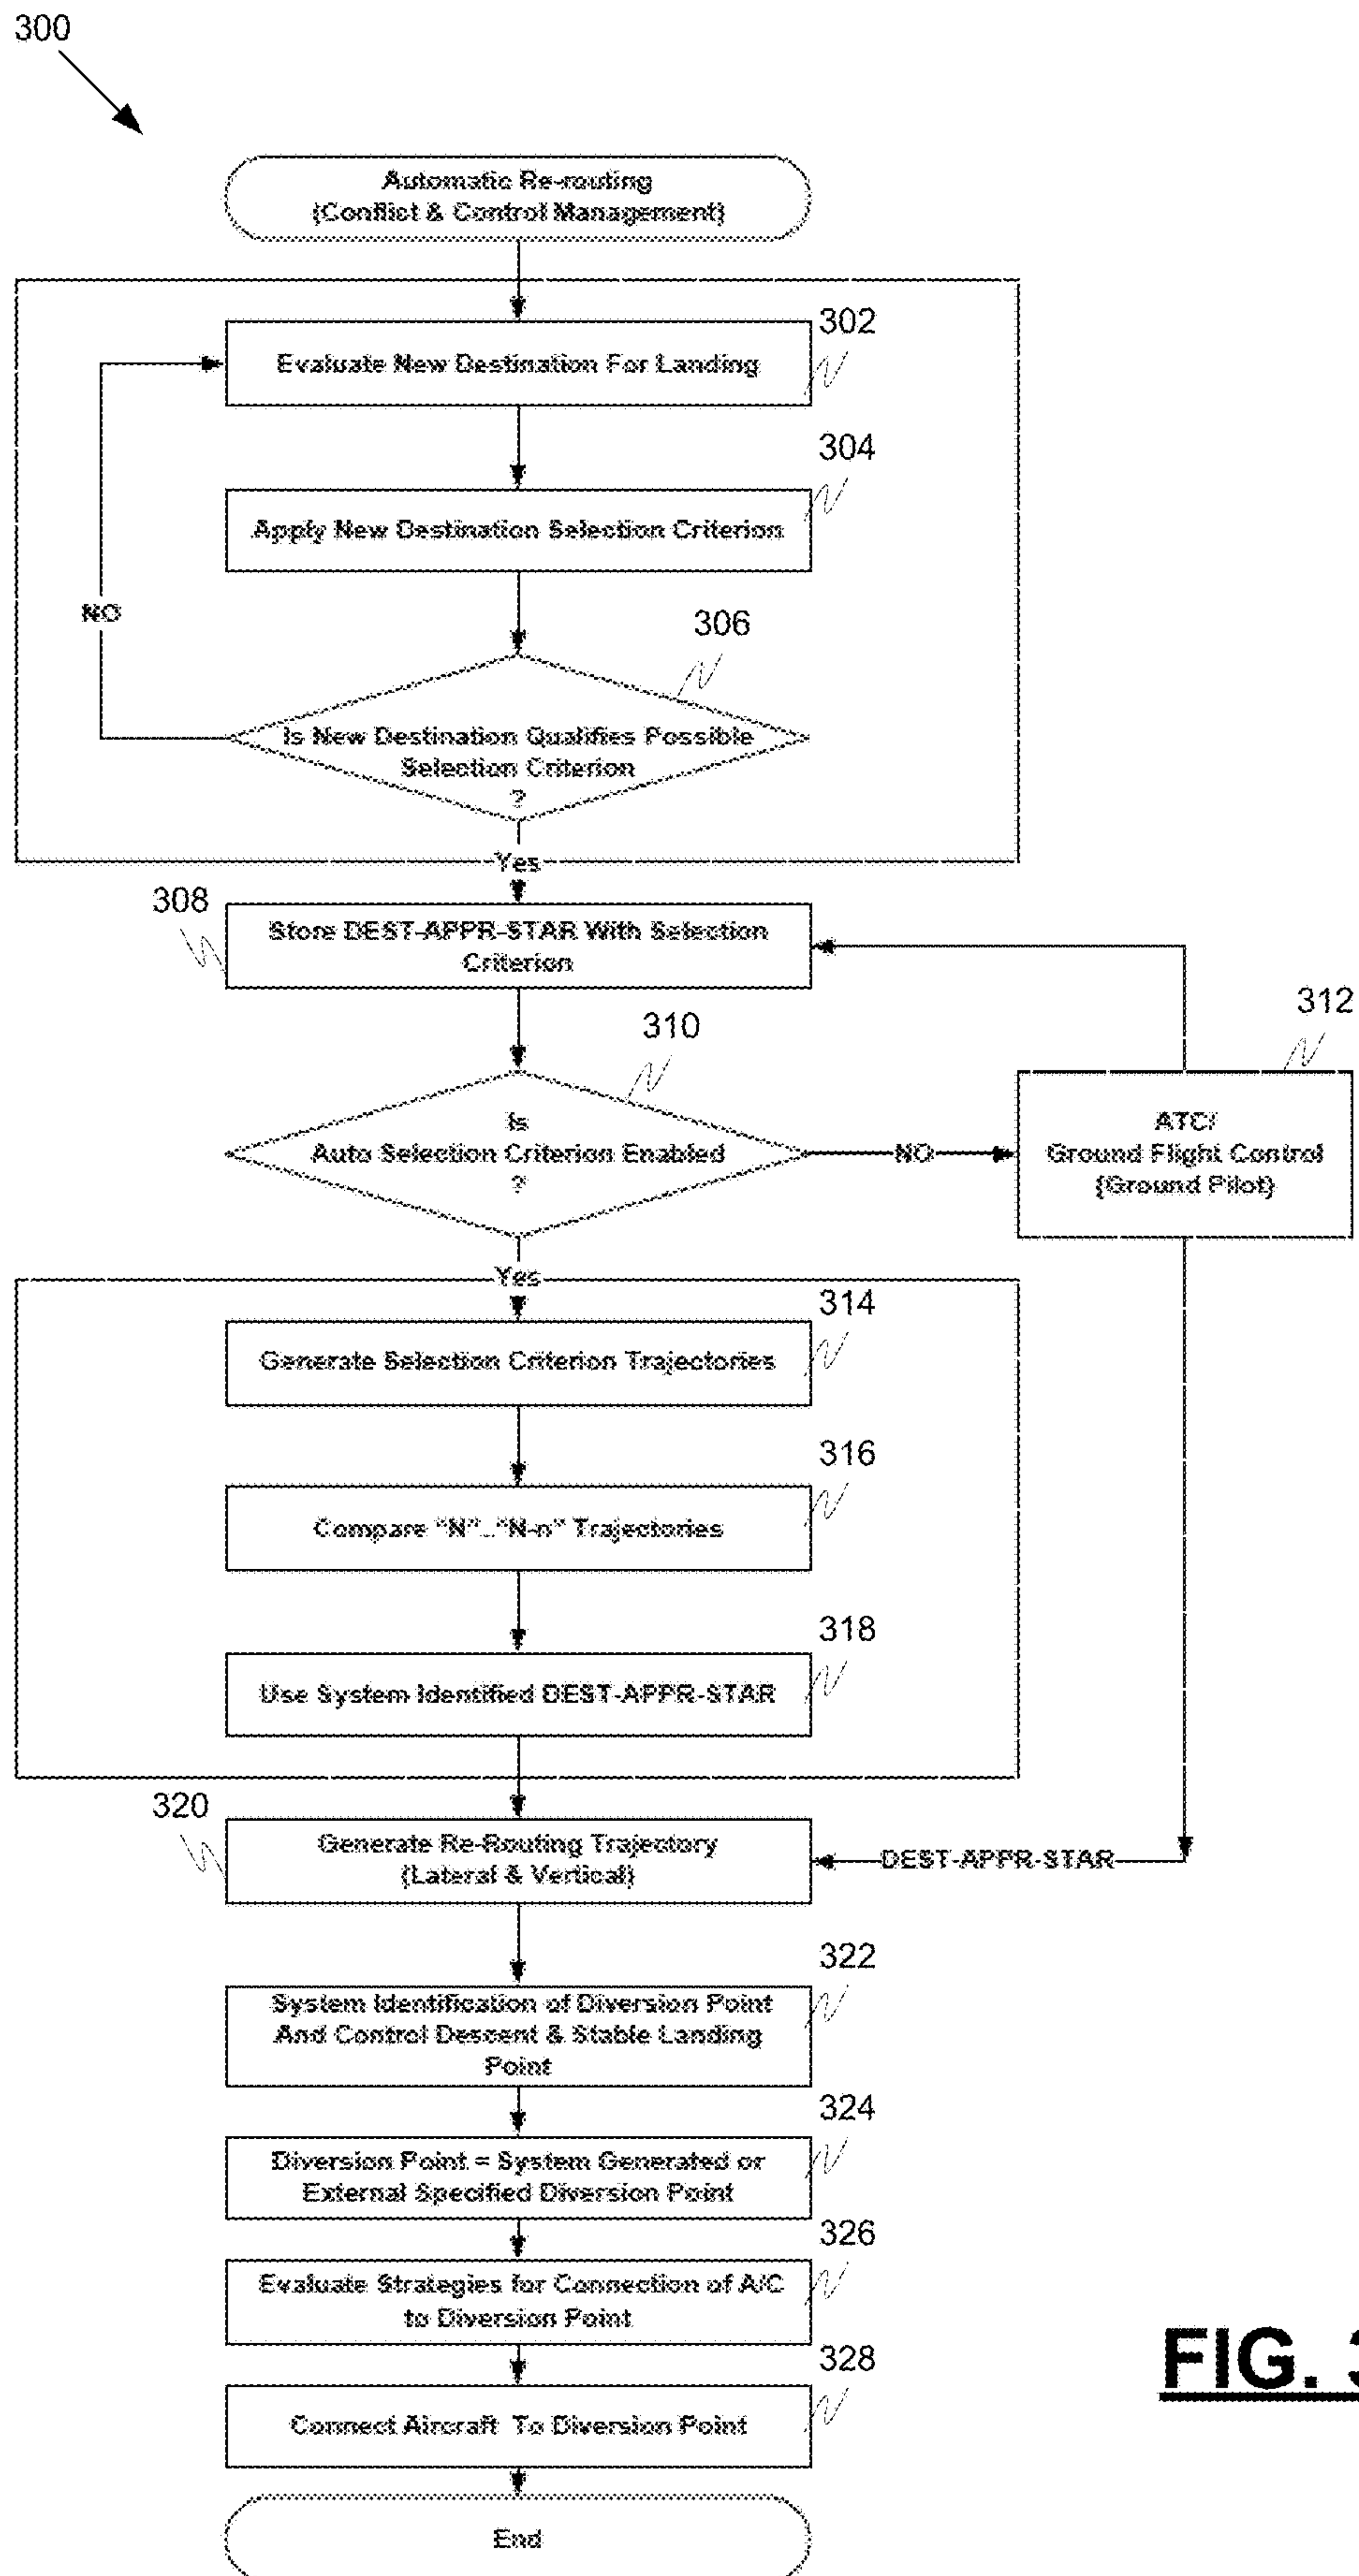 300
Automatic Re-routing
(Conflict & Control Management)
302
Evaluate New Destination For Landing
304
Apply New Destination Selection Criterion
NO
306
Is New Destination Qualifies Possible
Selection Criterion
?
Yes
308
Store DEST-APPR-STAR With Selection
Criterion
310
312
Is
Auto Selection Criterion Enabled
?
NO
ATC/
Ground Flight Control
(Ground Pilot)
Yes
314
Generate Selection Criterion Trajectories
316
Compare "N"..."N-n" Trajectories
318
Use System Identified DEST-APPR-STAR
320
Generate Re-Routing Trajectory
(Lateral & Vertical)
DEST-APPR-STAR
322
System Identification of Diversion Point
And Control Descent & Stable Landing
Point
324
Diversion Point = System Generated or
External Specified Diversion Point
326
Evaluate Strategies for Connection of A/C
to Diversion Point
328
FIG. 3
Connect Aircraft To Diversion Point
End